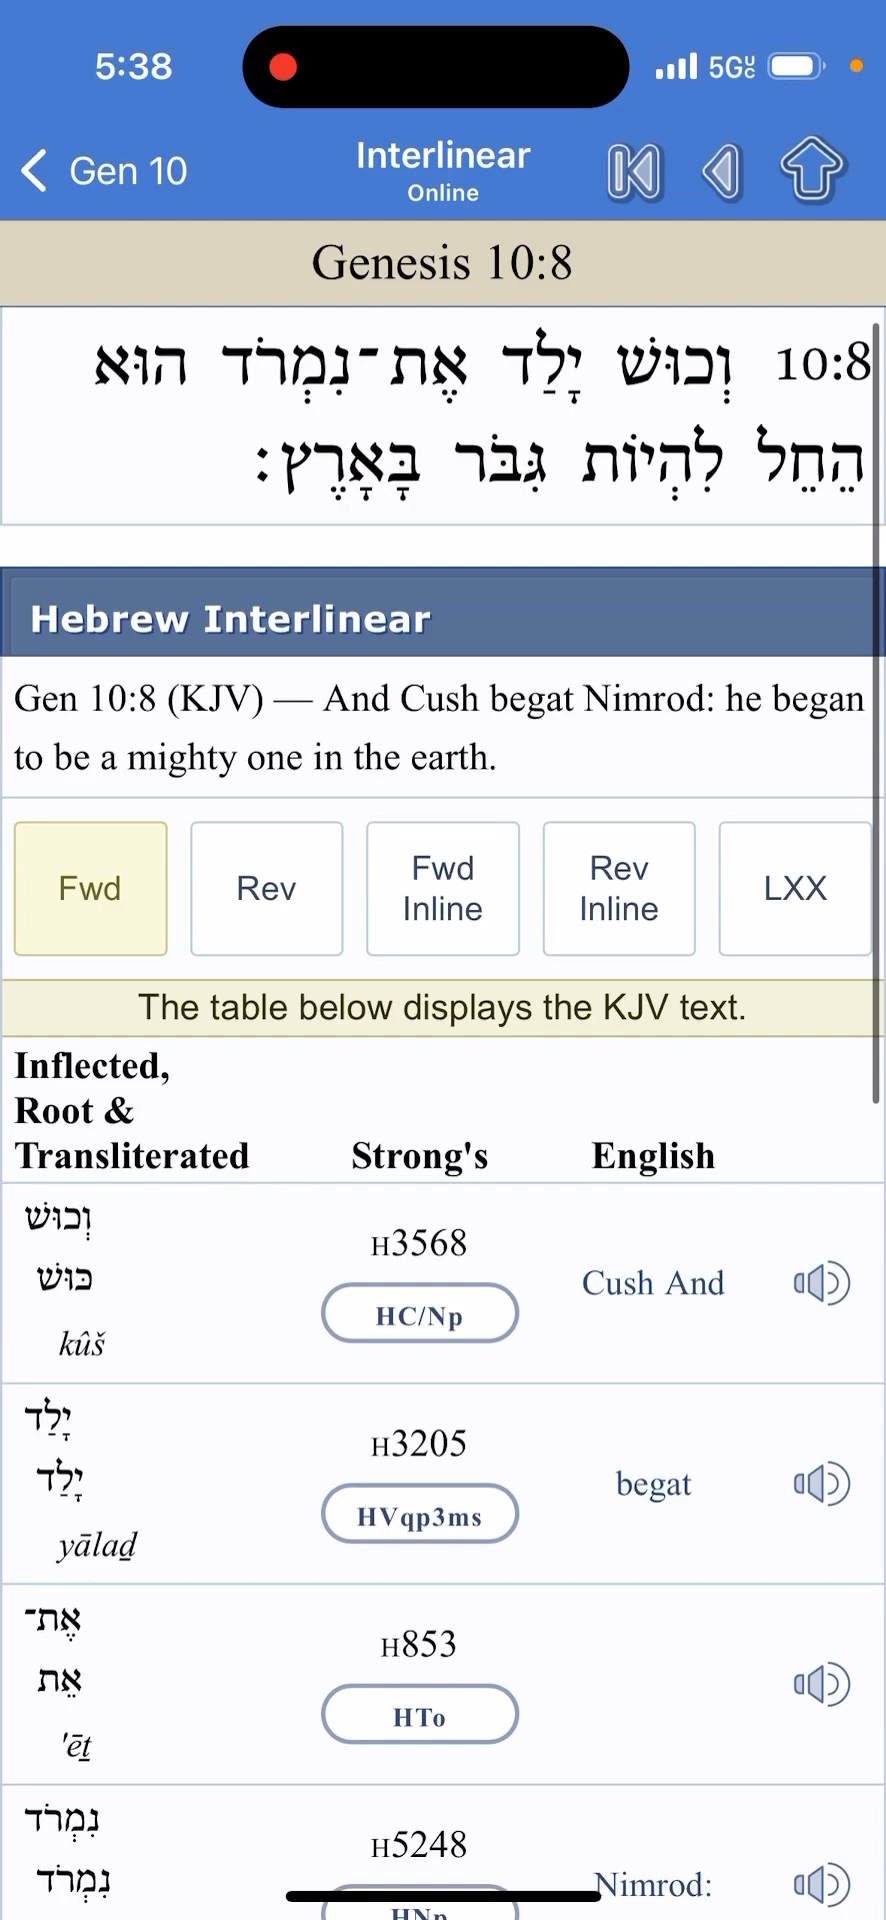 5:38
5Gᵁc
Gen 10
Interlinear
Online
Genesis 10:8
10:8 וְכוּשׁ יָלַד אֶת־נִמְרֹד הוּא
הֵחֵל לִהְיוֹת גִּבֹּר בָּאָרֶץ׃
Hebrew Interlinear
Gen 10:8 (KJV) — And Cush begat Nimrod: he began
to be a mighty one in the earth.
Fwd
Rev
Fwd
Inline
Rev
Inline
LXX
The table below displays the KJV text.
Inflected,
Root &
Transliterated
Strong's
English
וְכוּשׁ
כּוּשׁ
kûš
H3568
HC/Np
Cush And
יָלַד
יָלַד
yālaḏ
H3205
HVqp3ms
begat
אֶת־
אֵת
'ēṯ
H853
HTo
נִמְרֹד
נִמְרֹד
H5248
HNp
Nimrod: